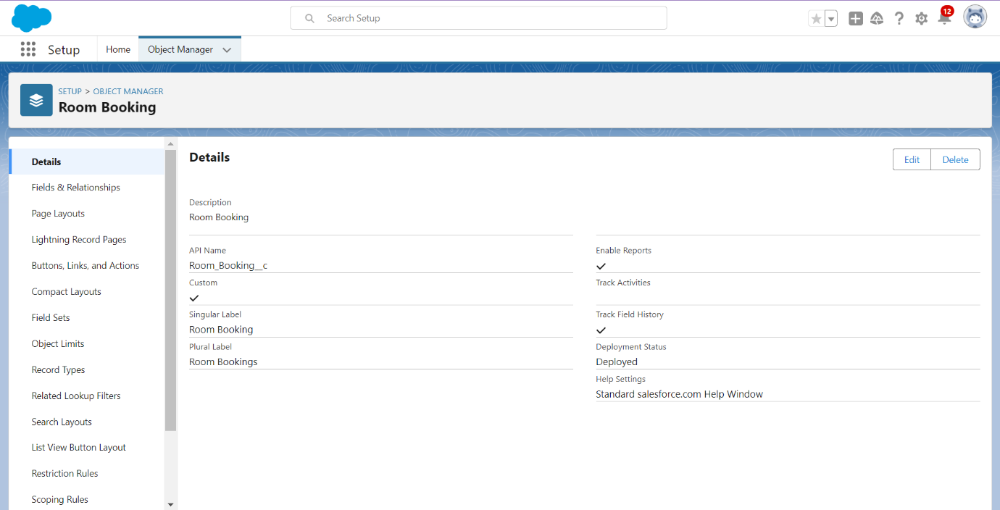 Search Setup
12
Setup
Home
Object Manager
SETUP > OBJECT MANAGER
Room Booking
Details
Fields & Relationships
Page Layouts
Lightning Record Pages
Buttons, Links, and Actions
Compact Layouts
Field Sets
Object Limits
Record Types
Related Lookup Filters
Search Layouts
List View Button Layout
Restriction Rules
Scoping Rules
Details
Edit
Delete
Description
Room Booking
API Name
Room_Booking__c
Custom
Singular Label
Room Booking
Plural Label
Room Bookings
Enable Reports
Track Activities
Track Field History
Deployment Status
Deployed
Help Settings
Standard salesforce.com Help Window